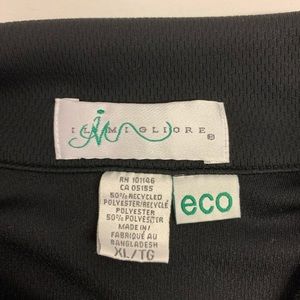 IL MIGLIORE®
RN 101146
CA 05155
50% RECYCLED
POLYESTER/RECYCLÉ
POLYESTER
50% POLYESTER
MADE IN/
FABRIQUÉ AU
BANGLADESH
XL/TG
eco